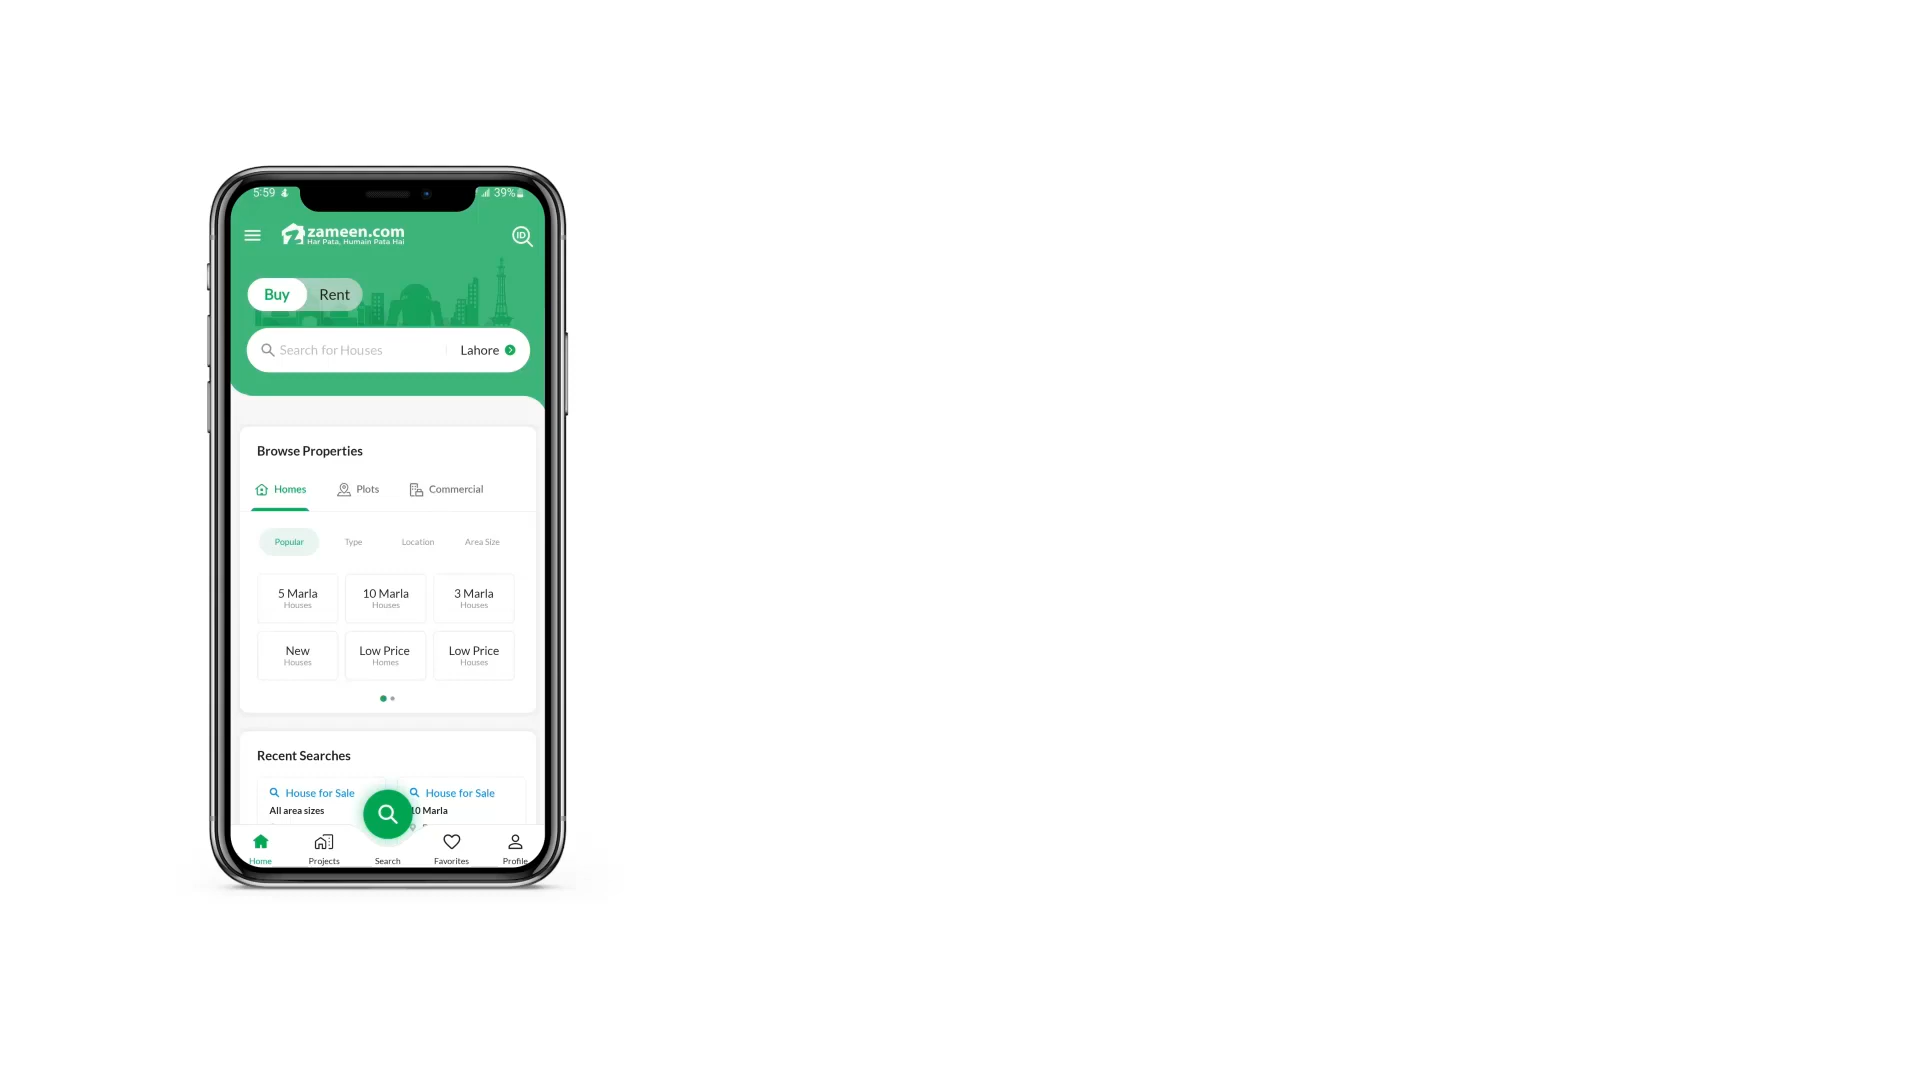 5:59
39%
zameen.com
Har Pata, Humain Pata Hai
ID
Buy Rent
Search for Houses Lahore
Browse Properties
Homes Plots Commercial
Popular Type Location Area Size
5 Marla 10 Marla 3 Marla
Houses Houses Houses
New Low Price Low Price
Houses Homes Houses
Recent Searches
House for Sale House for Sale
All area sizes 10 Marla
Home Projects Search Favorites Profile